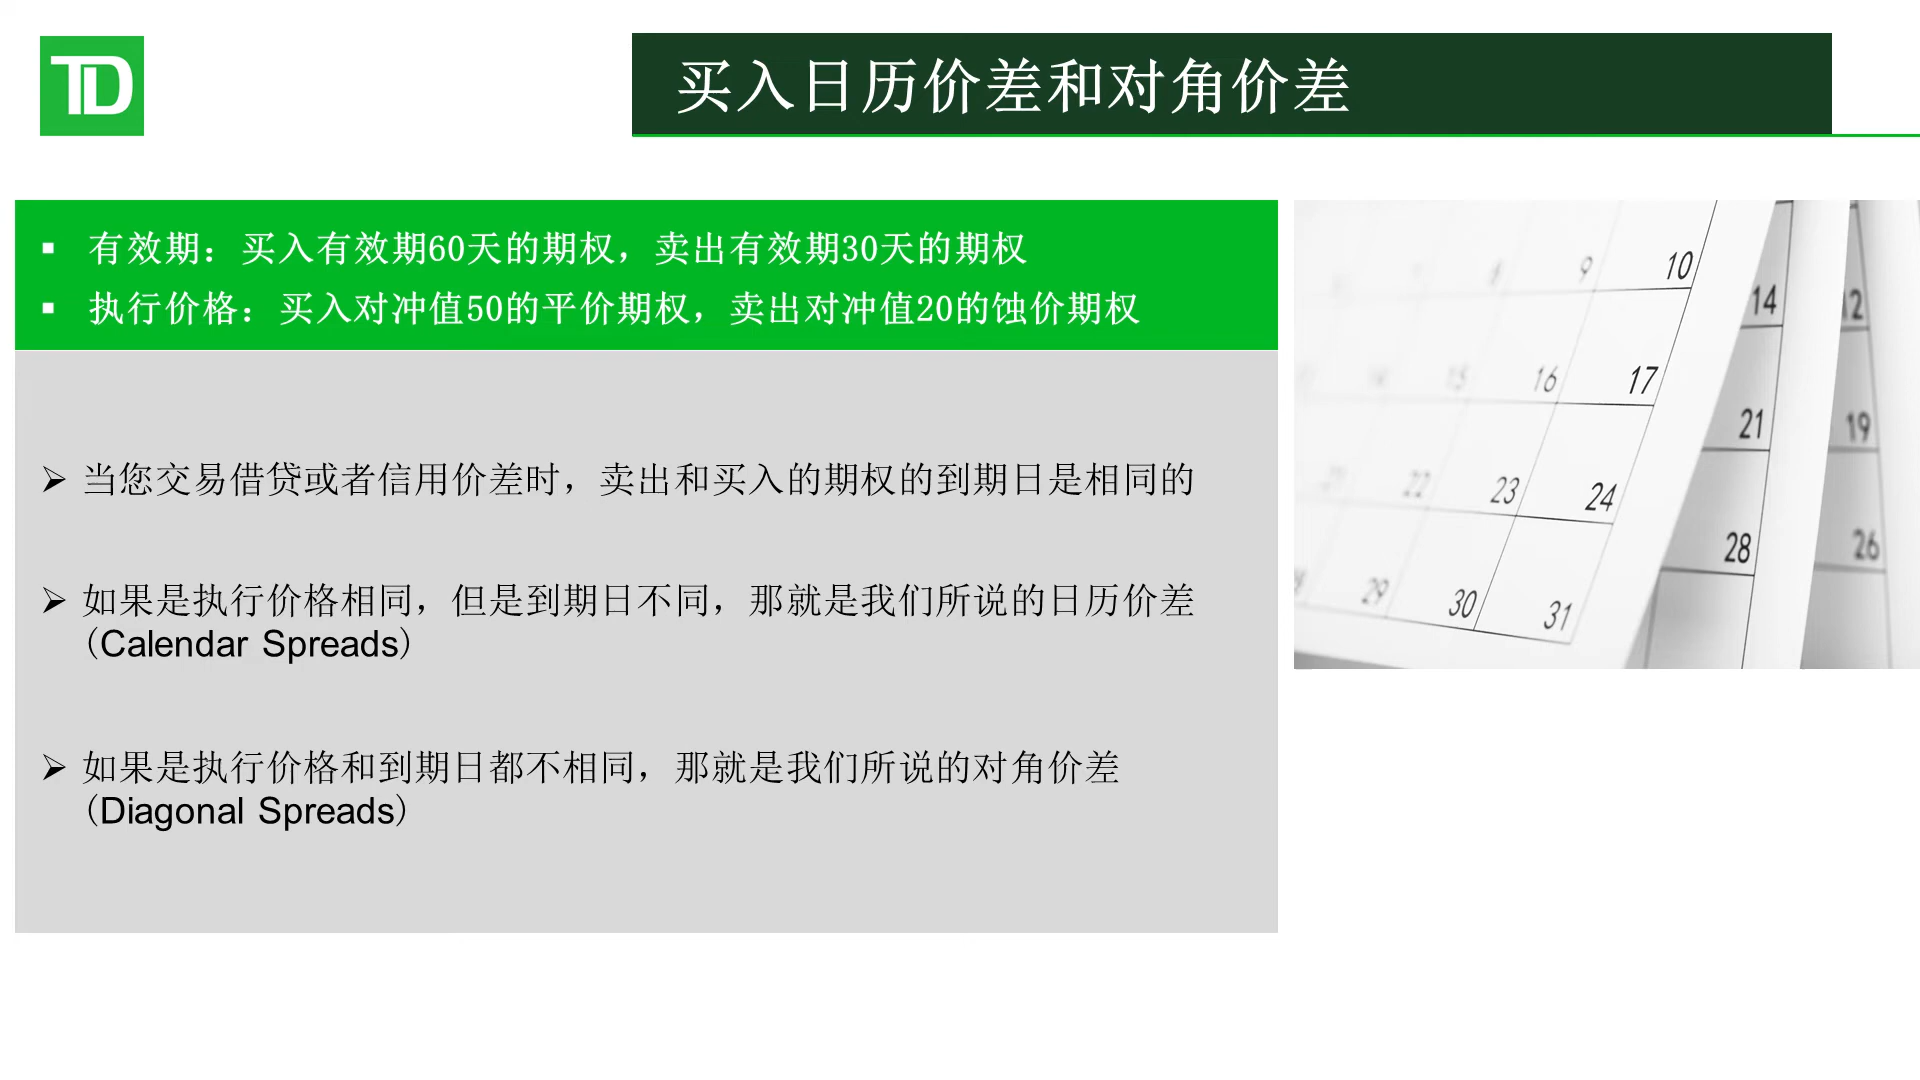 TD
买入日历价差和对角价差
▪ 有效期：买入有效期60天的期权，卖出有效期30天的期权
▪ 执行价格：买入对冲值50的平价期权，卖出对冲值20的蚀价期权
➢ 当您交易借贷或者信用价差时，卖出和买入的期权的到期日是相同的
➢ 如果是执行价格相同，但是到期日不同，那就是我们所说的日历价差
（Calendar Spreads）
➢ 如果是执行价格和到期日都不相同，那就是我们所说的对角价差
（Diagonal Spreads）
8 9 10
15 16 17
22 23 24
29 30 31
14
21
28
12
19
26